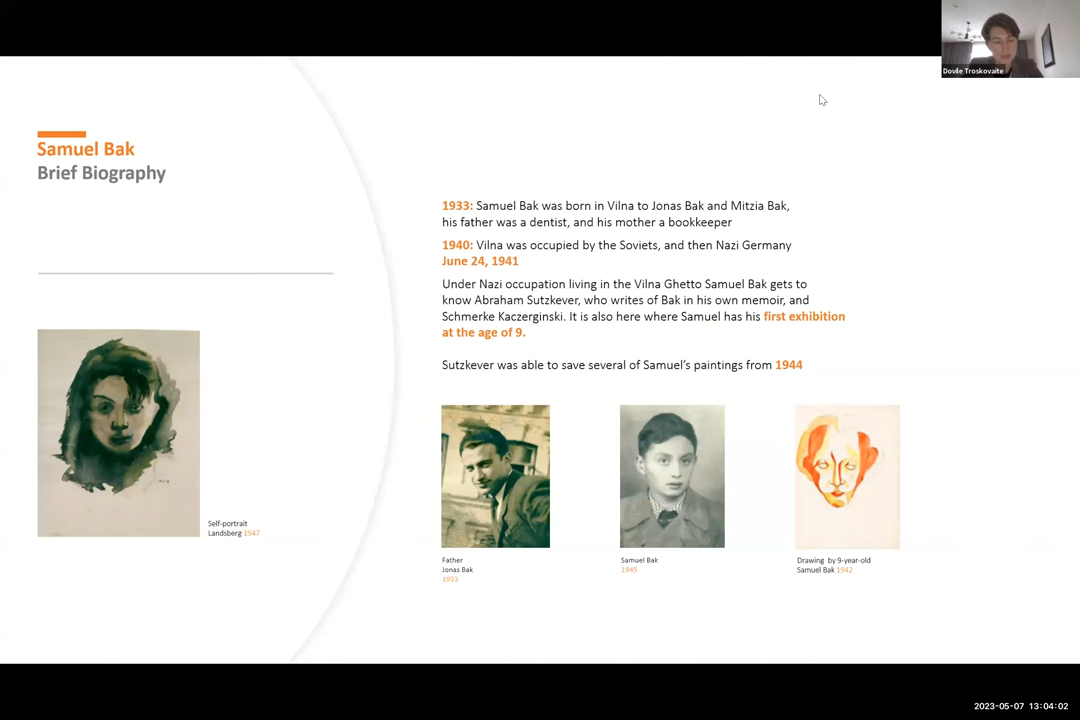 Dovile Troskovaite
Samuel Bak
Brief Biography
1933: Samuel Bak was born in Vilna to Jonas Bak and Mitzia Bak,
his father was a dentist, and his mother a bookkeeper
1940: Vilna was occupied by the Soviets, and then Nazi Germany
June 24, 1941
Under Nazi occupation living in the Vilna Ghetto Samuel Bak gets to
know Abraham Sutzkever, who writes of Bak in his own memoir, and
Schmerke Kaczerginski. It is also here where Samuel has his first exhibition
at the age of 9.
Sutzkever was able to save several of Samuel's paintings from 1944
Self-portrait
Landsberg 1947
Father
Jonas Bak
1933
Samuel Bak
1945
Drawing by 9-year-old
Samuel Bak 1942
2023-05-07 13:04:02